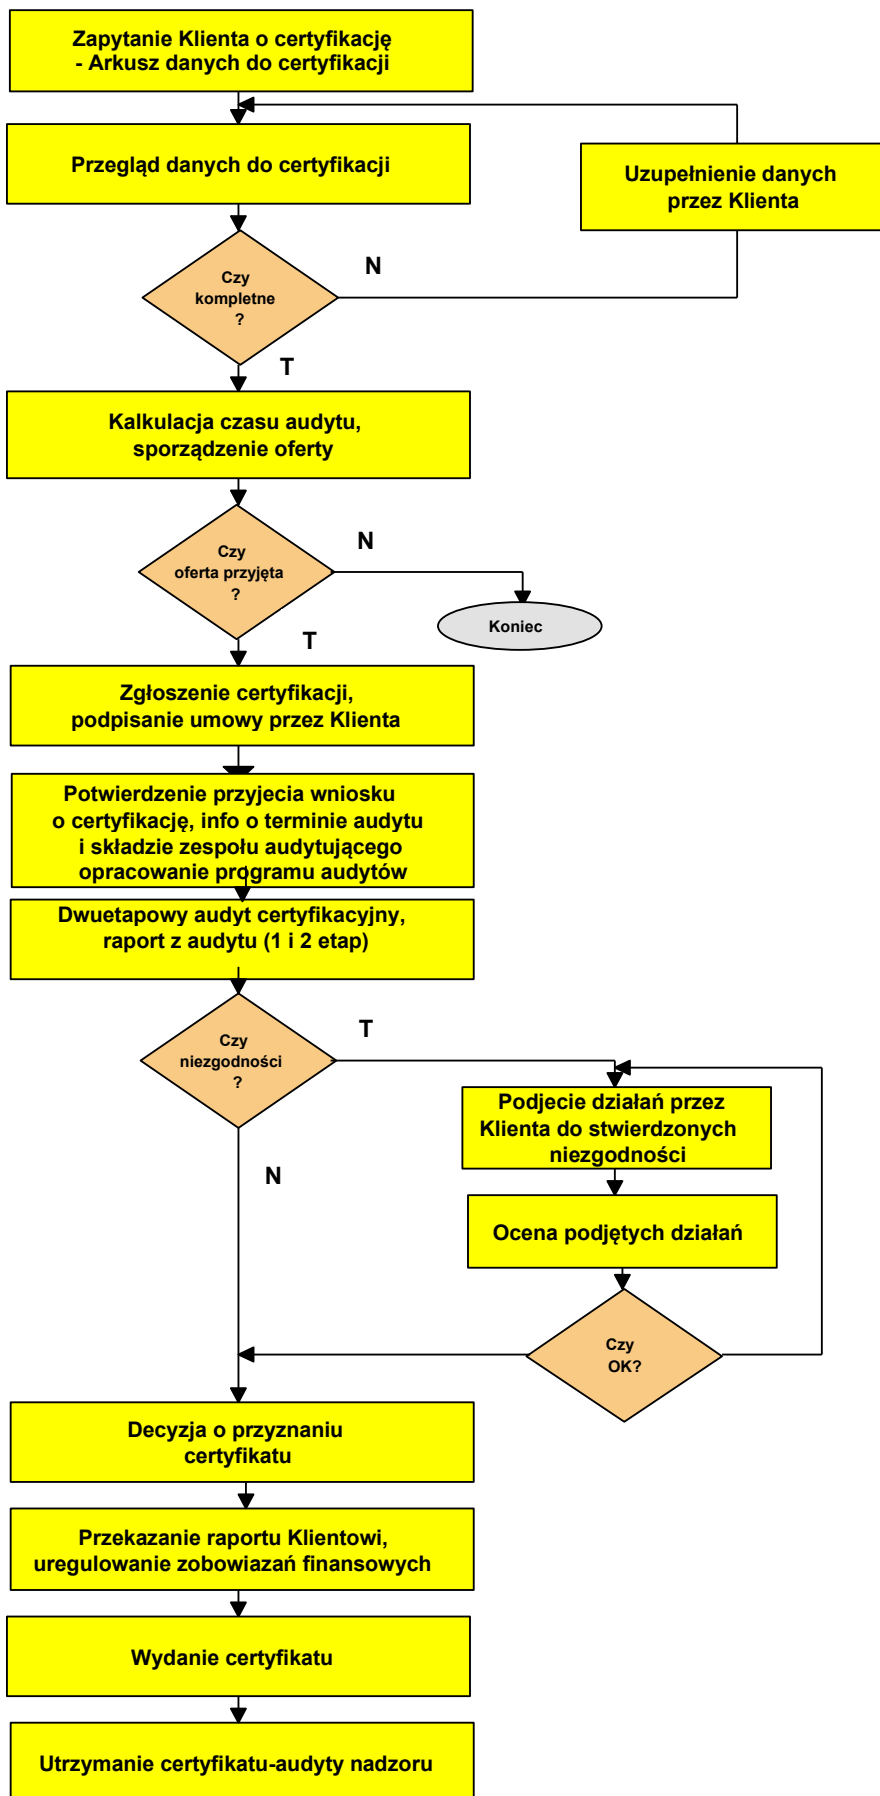 Zapytanie Klienta o certyfikację
- Arkusz danych do certyfikacji
Przegląd danych do certyfikacji
Uzupełnienie danych
przez Klienta
Czy
kompletne
?
N
T
Kalkulacja czasu audytu,
sporządzenie oferty
Czy
oferta przyjęta
?
N
Koniec
T
Zgłoszenie certyfikacji,
podpisanie umowy przez Klienta
Potwierdzenie przyjecia wniosku
o certyfikację, info o terminie audytu
i składzie zespołu audytującego
opracowanie programu audytów
Dwuetapowy audyt certyfikacyjny,
raport z audytu (1 i 2 etap)
Czy
niezgodności
?
T
N
Podjecie działań przez
Klienta do stwierdzonych
niezgodności
Ocena podjętych działań
Czy
OK?
Decyzja o przyznaniu
certyfikatu
Przekazanie raportu Klientowi,
uregulowanie zobowiazań finansowych
Wydanie certyfikatu
Utrzymanie certyfikatu-audyty nadzoru